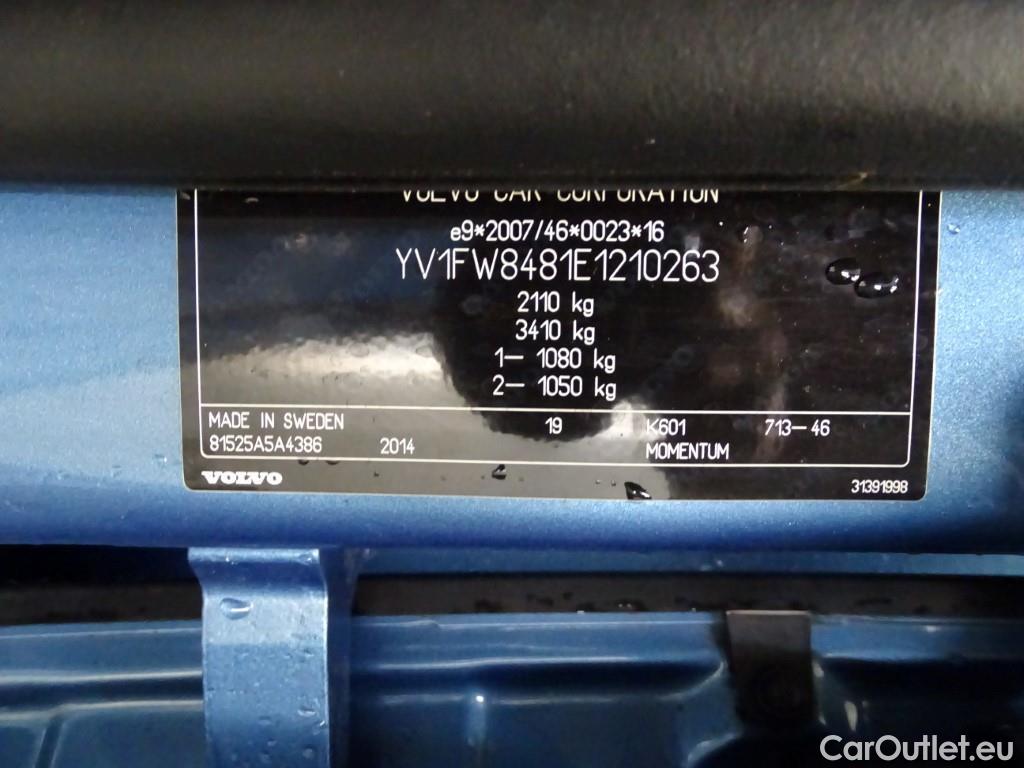 VOLVO CAR CORPORATION
e9*2007/46*0023*16
YV1FW8481E1210263
2110 kg
3410 kg
1– 1080 kg
2– 1050 kg
MADE IN SWEDEN 19 K601 713–46
81525A5A4386 2014 MOMENTUM
VOLVO 31391998
CarOutlet.eu